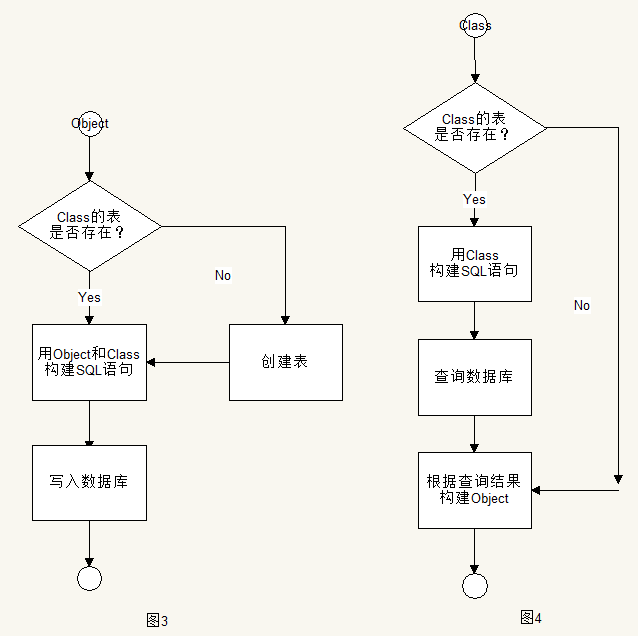 Object
Class的表
是否存在？
No
Yes
用Object和Class
构建SQL语句
创建表
写入数据库
图3
Class
Class的表
是否存在？
Yes
用Class
构建SQL语句
No
查询数据库
根据查询结果
构建Object
图4